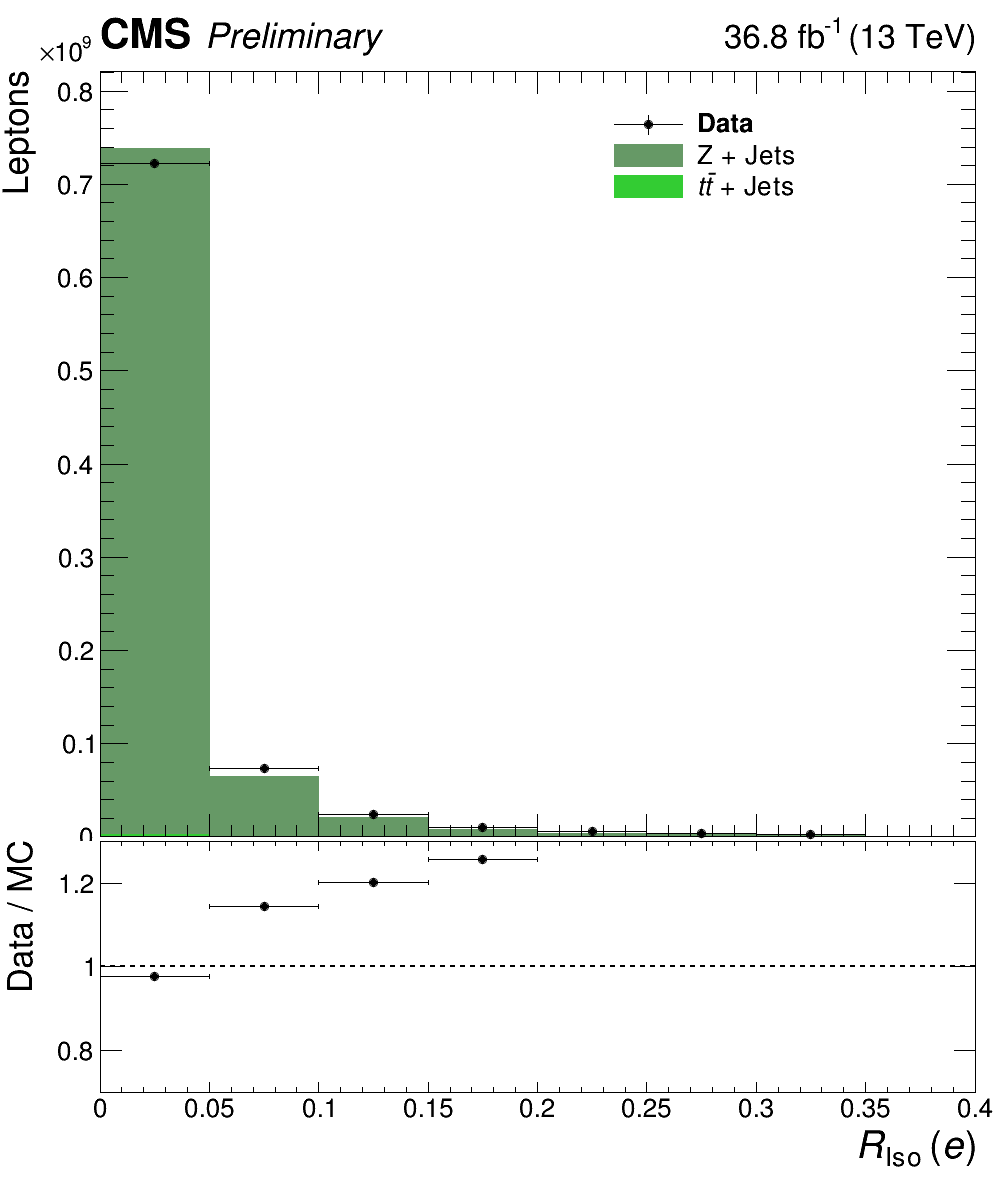 CMS Preliminary 36.8 fb⁻¹ (13 TeV)
×10⁹
Leptons
0.8
0.7
0.6
0.5
0.4
0.3
0.2
0.1
0
Data
Z + Jets
tt̄ + Jets
Data / MC
1.2
1
0.8
0 0.05 0.1 0.15 0.2 0.25 0.3 0.35 0.4
R_Iso (e)